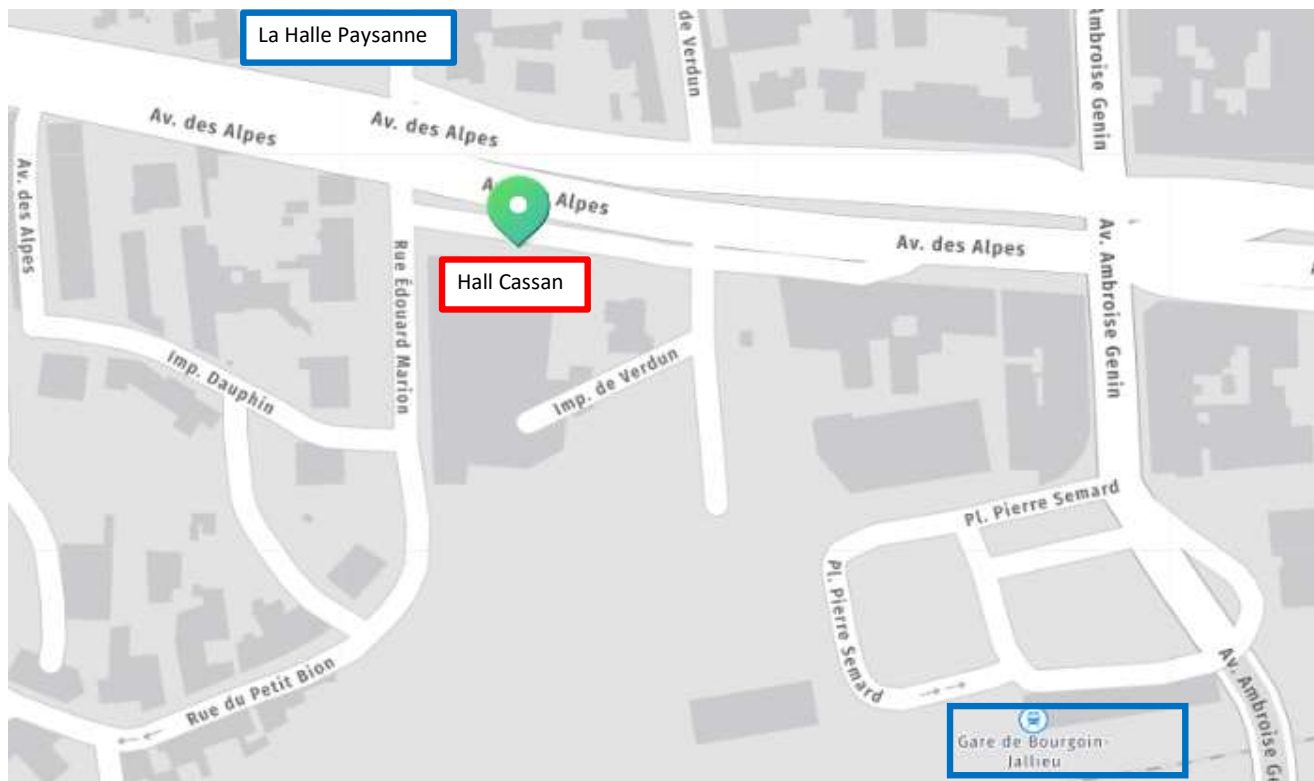 La Halle Paysanne
de Verdun
Ambroise Genin
Av. des Alpes
Av. des Alpes
Av. des Alpes
Alpes
Av. des Alpes
Av. Ambroise Genin
Hall Cassan
Rue Édouard Marion
Imp. Dauphin
Imp. de Verdun
Pl. Pierre Semard
Pl. Pierre Semard
Rue du Petit Bion
Av. Ambroise Ge
Gare de Bourgoin-
Jallieu